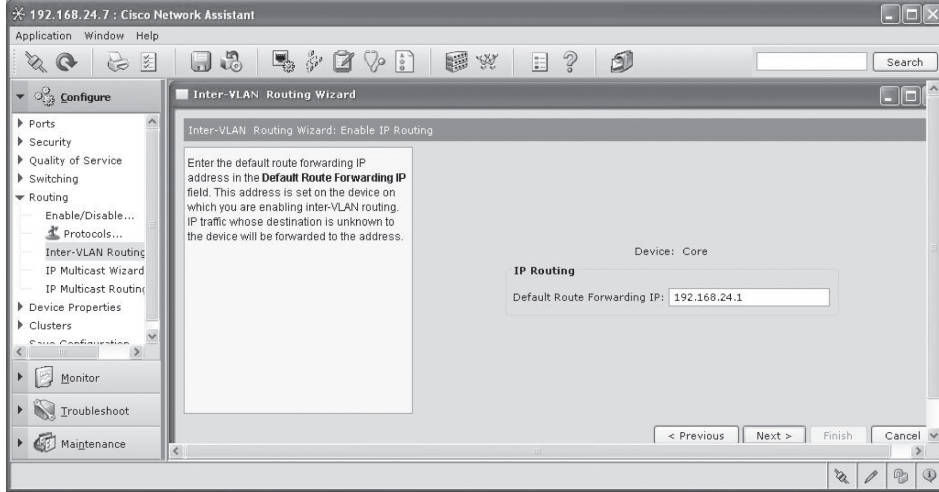 192.168.24.7 : Cisco Network Assistant
Application Window Help
Search
Configure
Ports
Security
Quality of Service
Switching
Routing
Enable/Disable...
Protocols...
Inter-VLAN Routing
IP Multicast Wizard
IP Multicast Routing
Device Properties
Clusters
Save Configuration
Monitor
Troubleshoot
Maintenance
Inter-VLAN Routing Wizard
Inter-VLAN Routing Wizard: Enable IP Routing
Enter the default route forwarding IP
address in the Default Route Forwarding IP
field. This address is set on the device on
which you are enabling inter-VLAN routing.
IP traffic whose destination is unknown to
the device will be forwarded to the address.
Device: Core
IP Routing
Default Route Forwarding IP: 192.168.24.1
< Previous Next > Finish Cancel